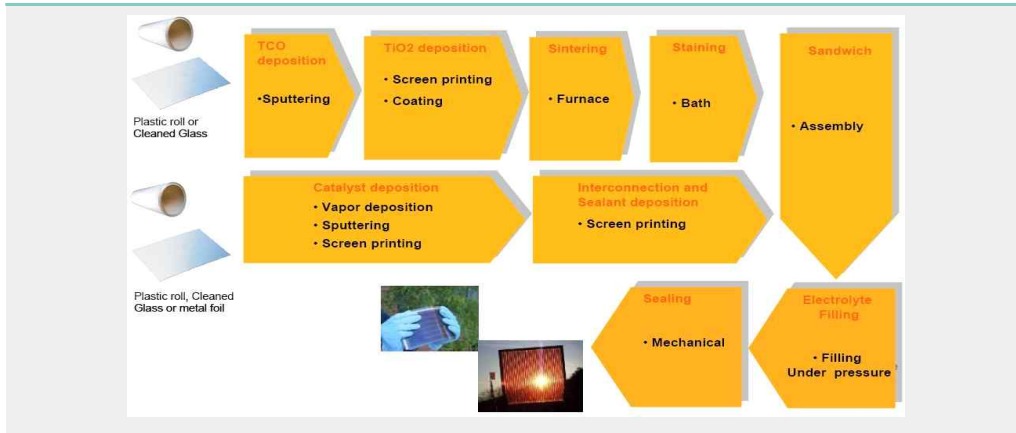 TCO
deposition
•Sputtering
TiO2 deposition
• Screen printing
• Coating
Sintering
• Furnace
Staining
• Bath
Sandwich
• Assembly
Plastic roll or
Cleaned Glass
Catalyst deposition
• Vapor deposition
• Sputtering
• Screen printing
Interconnection and
Sealant deposition
• Screen printing
Plastic roll, Cleaned
Glass or metal foil
Sealing
• Mechanical
Electrolyte
Filling
• Filling
Under pressure